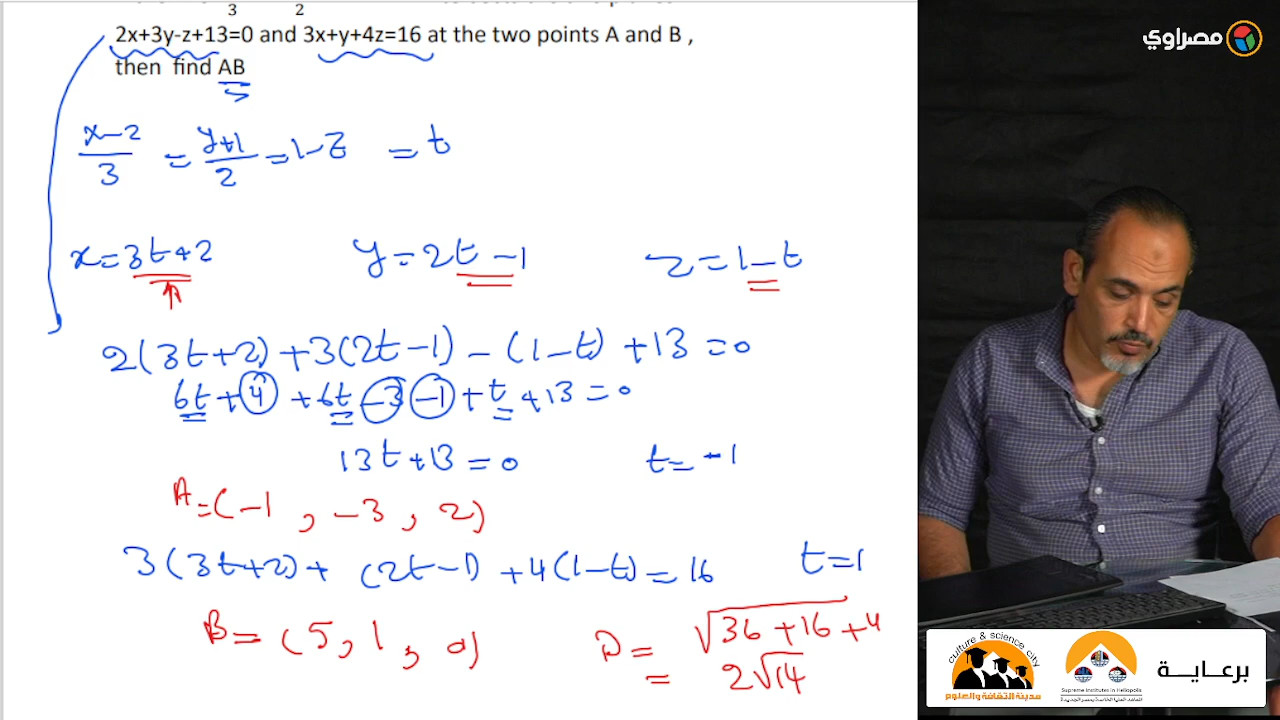 3 2
2x+3y-z+13=0 and 3x+y+4z=16 at the two points A and B ,
then find AB
x-2/3 = y+1/2 = 1-z = t
x=3t+2 y=2t-1 z=1-t
2(3t+2)+3(2t-1)-(1-t)+13=0
6t+4+6t-3-1+t+13=0
13t+13=0 t=-1
A=(-1, -3, 2)
3(3t+2)+(2t-1)+4(1-t)=16 t=1
B=(5, 1, 0) D=√36+16+4
= 2√14
مصراوي
culture & science city
مدينة الثقافة والعلوم
Supreme Institutes in Heliopolis
برعاية